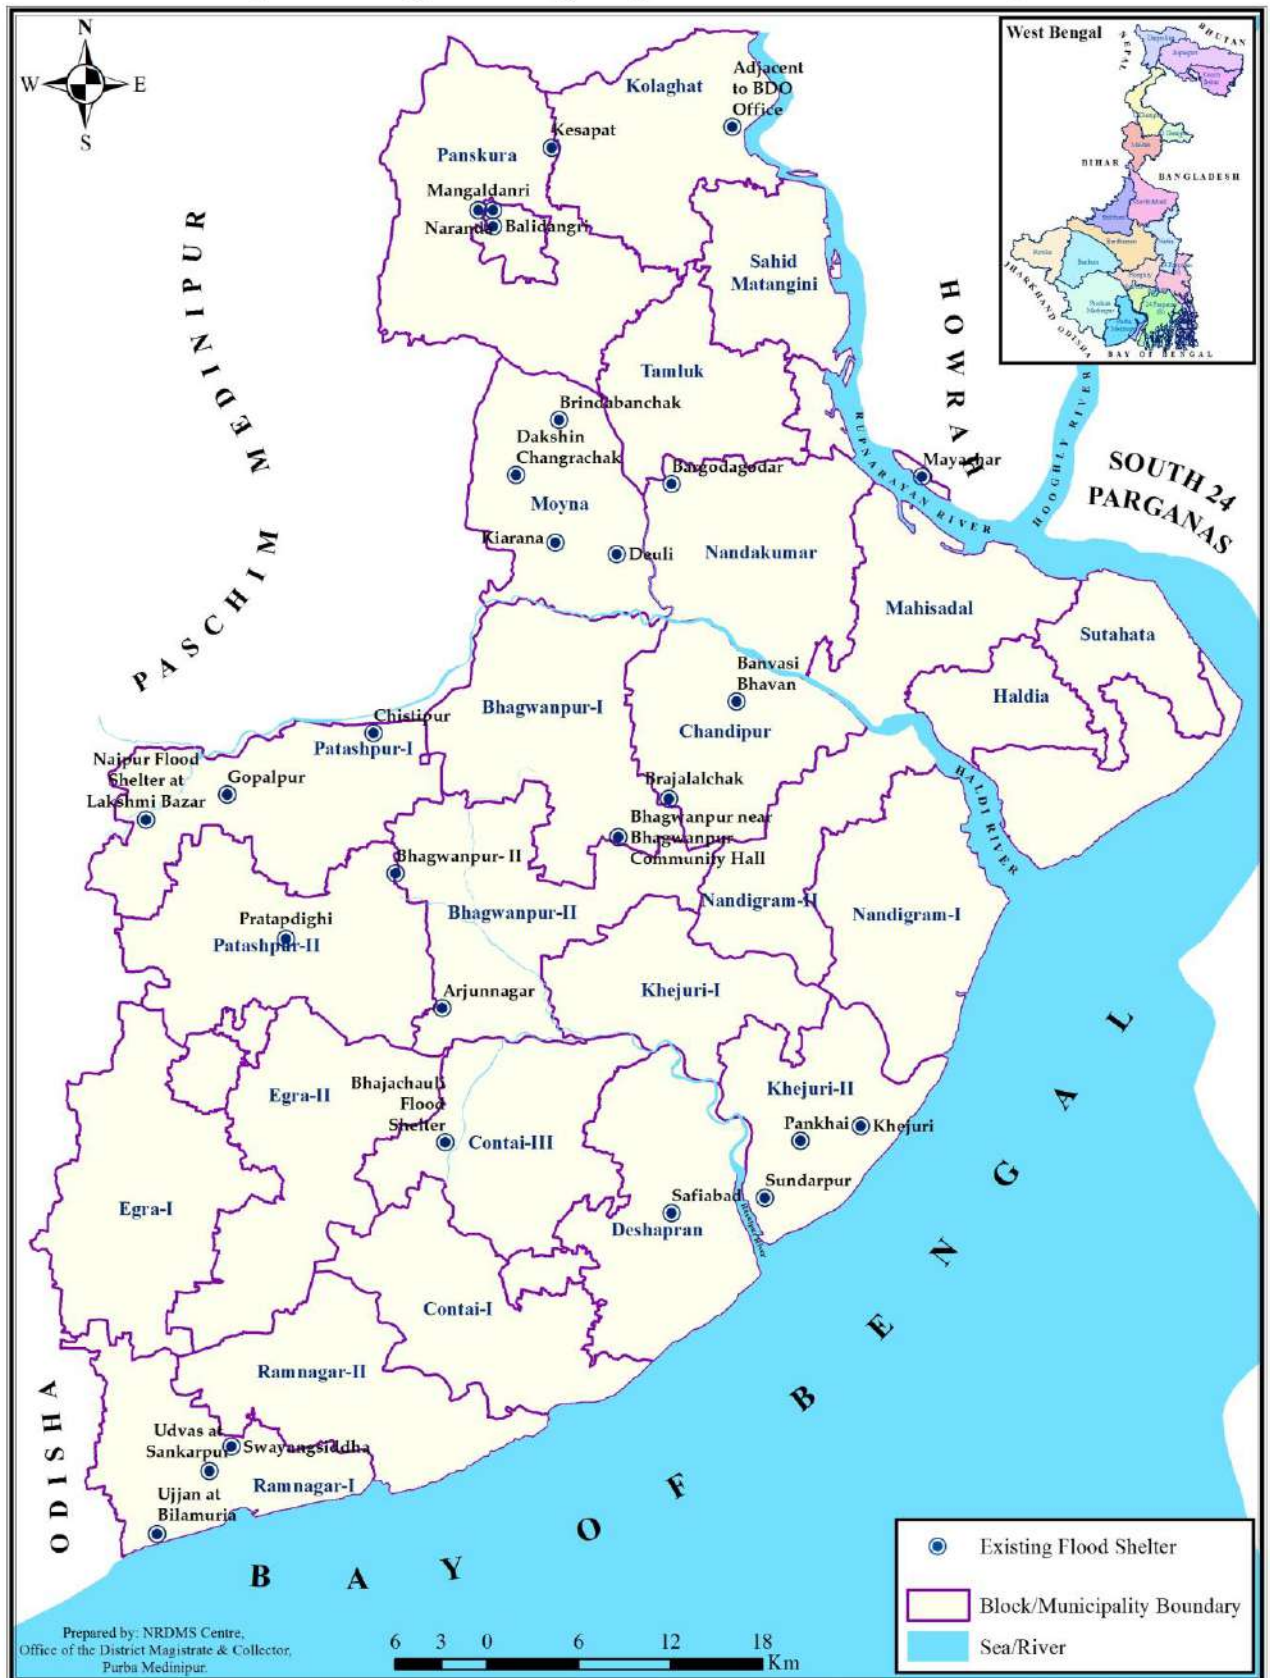 N
W
E
S
West Bengal
NEPAL
BHUTAN
BIHAR
BANGLADESH
JHARKHAND
ODISHA
BAY OF BENGAL
Kolaghat
Adjacent
to BDO
Office
Kesapat
Panskura
Mangaldanri
Naranda
Balidangri
Sahid
Matangini
HOWRAH
PASCHIM MEDINIPUR
Tamluk
Brindabanchak
Dakshin
Changrachak
Bargodagodar
Mayachar
RUPNARAYAN RIVER
HOOGHLY RIVER
SOUTH 24
PARGANAS
Moyna
Kiarana
Deuli
Nandakumar
Mahisadal
Sutahata
Haldia
Banvasi
Bhavan
Bhagwanpur-I
Chandipur
Chistipur
Patashpur-I
Najpur Flood
Shelter at
Lakshmi Bazar
Gopalpur
Brajalalchak
HALDI RIVER
Bhagwanpur near
Bhagwanpur
Community Hall
Bhagwanpur- II
Bhagwanpur-II
Nandigram-II
Nandigram-I
Pratapdighi
Patashpur-II
Arjunnagar
Khejuri-I
Egra-II
Bhajachauli
Flood
Shelter
Contai-III
Khejuri-II
Pankhai
Khejuri
Sundarpur
Egra-I
Safiabad
Deshapran
Contai-I
Ramnagar-II
Udvas at
Sankarpur
Swayangsiddha
Ramnagar-I
Ujjan at
Bilamuria
ODISHA
BAY OF BENGAL
Existing Flood Shelter
Block/Municipality Boundary
Sea/River
Prepared by: NRDMS Centre,
Office of the District Magistrate & Collector,
Purba Medinipur.
6 3 0 6 12 18
Km